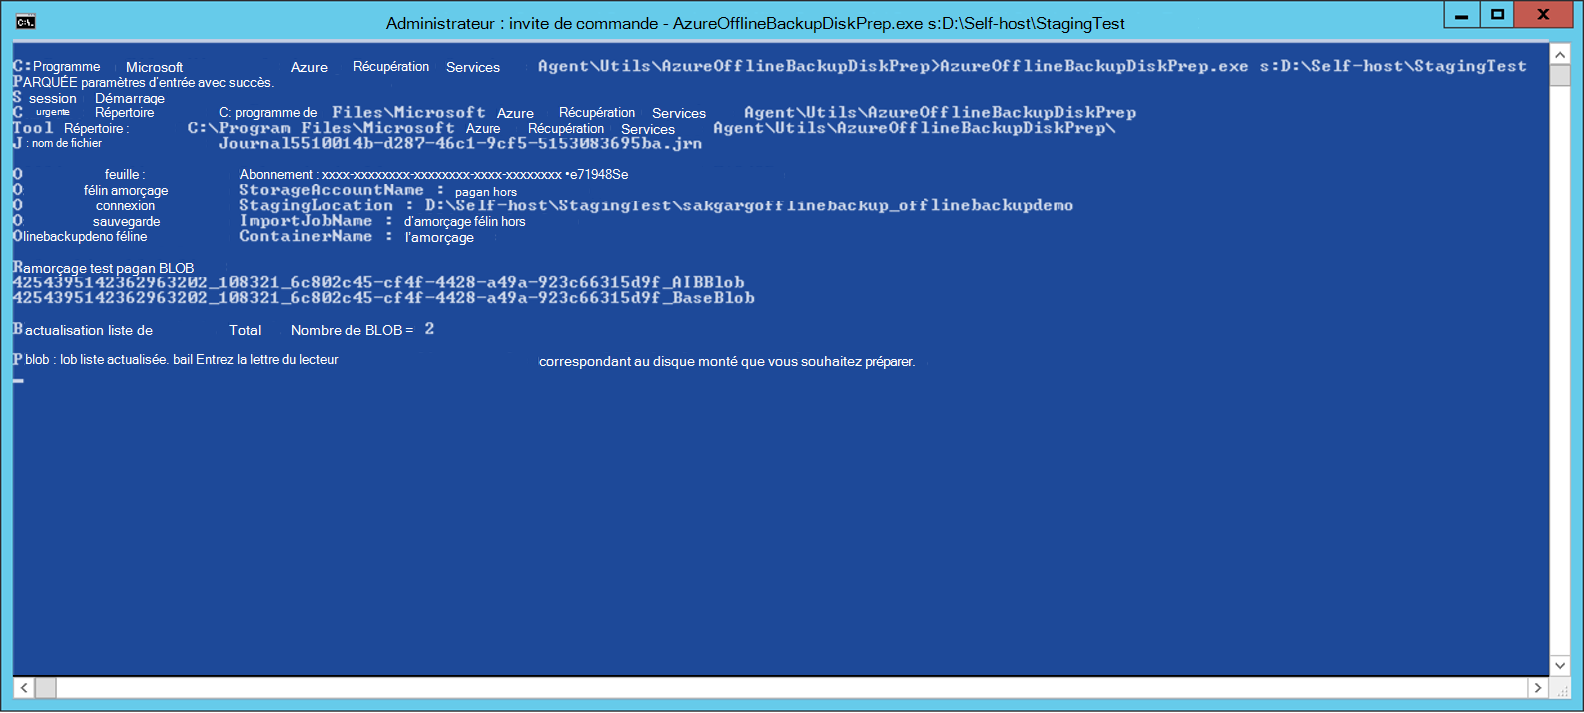 Administrateur : invite de commande - AzureOfflineBackupDiskPrep.exe s:D:\Self-host\StagingTest
C:Programme Microsoft Azure Récupération Services Agent\Utils\AzureOfflineBackupDiskPrep>AzureOfflineBackupDiskPrep.exe s:D:\Self-host\StagingTest
PARQUÉE paramètres d'entrée avec succès.
S session Démarraqe
C urgente Répertoire C: programme de Files\Microsoft Azure Récupération Services Agent\Utils\AzureOfflineBackupDiskPrep
Tool Répertoire : C:\Program Files\Microsoft Azure Récupération Services Agent\Utils\AzureOfflineBackupDiskPrep\
J : nom de fichier Journal5510014b-d287-46c1-9cf5-5153083695ba.jrn
O feuille : Abonnement : xxxx-xxxxxxxx-xxxxxxxx-xxxx-xxxxxxxx •e71948Se
O félin amorçage StorageAccountName : pagan hors
O connexion StagingLocation : D:\Self-host\StagingTest\sakgargofflinebackup_offlinebackupdemo
O sauvegarde ImportJobName : d'amorçage félin hors
Olinebackupdeno féline ContainerName : l'amorçage
Ramorçage test pagan BLOB
4254395142362963202_108321_6c802c45-cf4f-4428-a49a-923c66315d9f_AIBBlob
4254395142362963202_108321_6c802c45-cf4f-4428-a49a-923c66315d9f_BaseBlob
B actualisation liste de Total Nombre de BLOB = 2
P blob : lob liste actualisée. bail Entrez la lettre du lecteur correspondant au disque monté que vous souhaitez préparer.